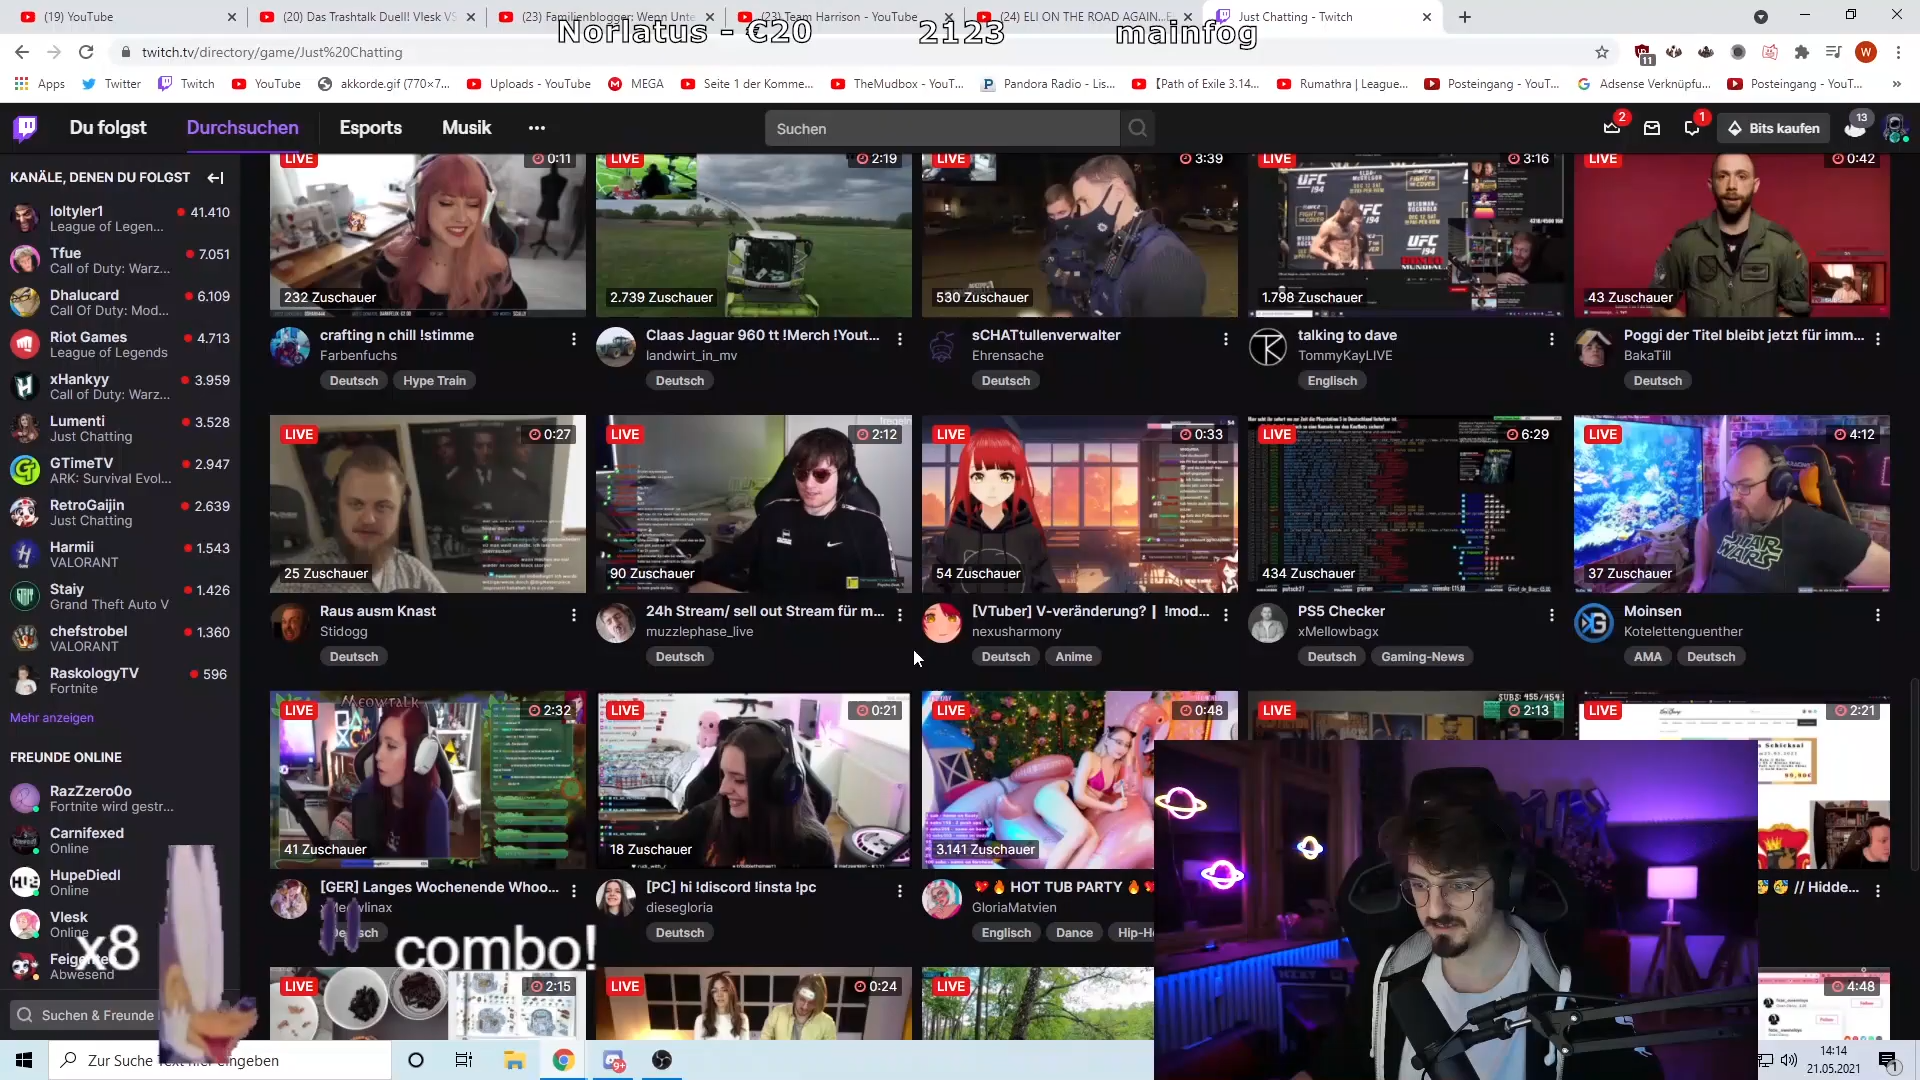 (19) YouTube
(20) Das Trashtalk Duell! Vlesk VS
(23) Familienblogger: Wenn Unte
(23) Team Harrison - YouTube
(24) ELI ON THE ROAD AGAIN...E
Just Chatting - Twitch
Norlatus - €20
2123
mainfog
twitch.tv/directory/game/Just%20Chatting
11
W
Apps
Twitter
Twitch
YouTube
akkorde.gif (770×7...
Uploads - YouTube
MEGA
Seite 1 der Komme...
TheMudbox - YouT...
Pandora Radio - Lis...
【Path of Exile 3.14...
Rumathra | League...
Posteingang - YouT...
Adsense Verknüpfu...
Posteingang - YouT...
»
Du folgst
Durchsuchen
Esports
Musik
Suchen
2
1
Bits kaufen
13
KANÄLE, DENEN DU FOLGST
loltyler1
41.410
League of Legen...
Tfue
7.051
Call of Duty: Warz...
Dhalucard
6.109
Call Of Duty: Mod...
Riot Games
4.713
League of Legends
xHankyy
3.959
Call of Duty: Warz...
Lumenti
3.528
Just Chatting
GTimeTV
2.947
ARK: Survival Evol...
RetroGaijin
2.639
Just Chatting
Harmii
1.543
VALORANT
Staiy
1.426
Grand Theft Auto V
chefstrobel
1.360
VALORANT
RaskologyTV
596
Fortnite
Mehr anzeigen
FREUNDE ONLINE
RazZzero0o
Fortnite wird gestr...
Carnifexed
Online
HupeDiedl
Online
Vlesk
Online
Abwesend
Suchen & Freunde
x8
combo!
LIVE
0:11
232 Zuschauer
crafting n chill !stimme
Farbenfuchs
Deutsch
Hype Train
LIVE
2:19
2.739 Zuschauer
Claas Jaguar 960 tt !Merch !Yout...
landwirt_in_mv
Deutsch
LIVE
3:39
530 Zuschauer
sCHATtullenverwalter
Ehrensache
Deutsch
LIVE
3:16
UFC
194
UFC
194
UFC
1.798 Zuschauer
talking to dave
TommyKayLIVE
Englisch
LIVE
0:42
43 Zuschauer
Poggi der Titel bleibt jetzt für imm...
BakaTill
Deutsch
LIVE
0:27
25 Zuschauer
Raus ausm Knast
Stidogg
Deutsch
LIVE
2:12
90 Zuschauer
24h Stream/ sell out Stream für m...
muzzlephase_live
Deutsch
LIVE
0:33
54 Zuschauer
[VTuber] V-veränderung? | !mod...
nexusharmony
Deutsch
Anime
LIVE
6:29
434 Zuschauer
PS5 Checker
xMellowbagx
Deutsch
Gaming-News
LIVE
4:12
STAR WARS
37 Zuschauer
Moinsen
Kotelettenguenther
AMA
Deutsch
LIVE
Meowtalk
2:32
41 Zuschauer
[GER] Langes Wochenende Whoo...
LIVE
0:21
18 Zuschauer
[PC] hi !discord !insta !pc
diesegloria
Deutsch
LIVE
0:48
3.141 Zuschauer
HOT TUB PARTY
GloriaMatvien
Englisch
Dance
LIVE
2:13
LIVE
2:21
// Hidde...
LIVE
2:15
LIVE
0:24
LIVE
4:48
14:14
21.05.2021